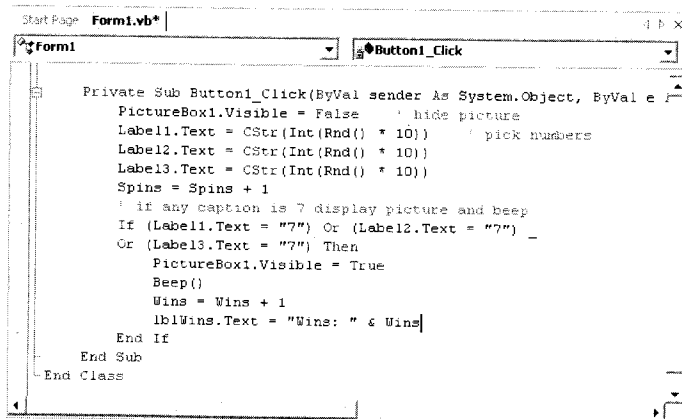 Start Page Form1.vb*
Form1 Button1_Click
Private Sub Button1_Click(ByVal sender As System.Object, ByVal e
PictureBox1.Visible = False ' hide picture
Label1.Text = CStr(Int(Rnd() * 10)) ' pick numbers
Label2.Text = CStr(Int(Rnd() * 10))
Label3.Text = CStr(Int(Rnd() * 10))
Spins = Spins + 1
' if any caption is 7 display picture and beep
If (Label1.Text = "7") Or (Label2.Text = "7") _
Or (Label3.Text = "7") Then
PictureBox1.Visible = True
Beep()
Wins = Wins + 1
lblWins.Text = "Wins: " & Wins
End If
End Sub
End Class